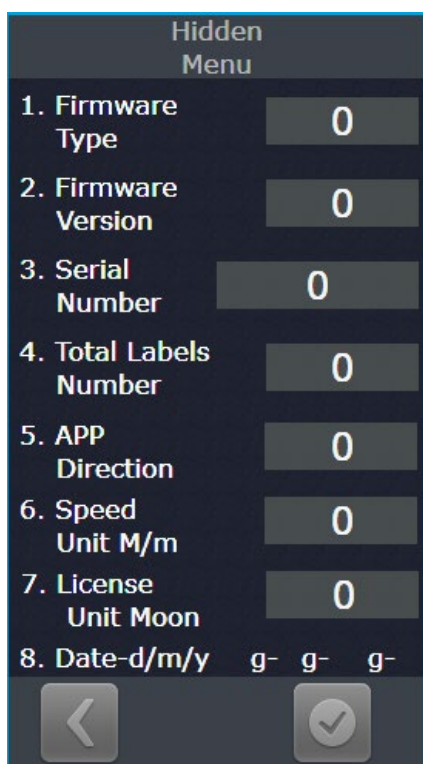 Hidden
Menu
1. Firmware
Type
0
2. Firmware
Version
0
3. Serial
Number
0
4. Total Labels
Number
0
5. APP
Direction
0
6. Speed
Unit M/m
0
7. License
Unit Moon
0
8. Date-d/m/y g- g- g-